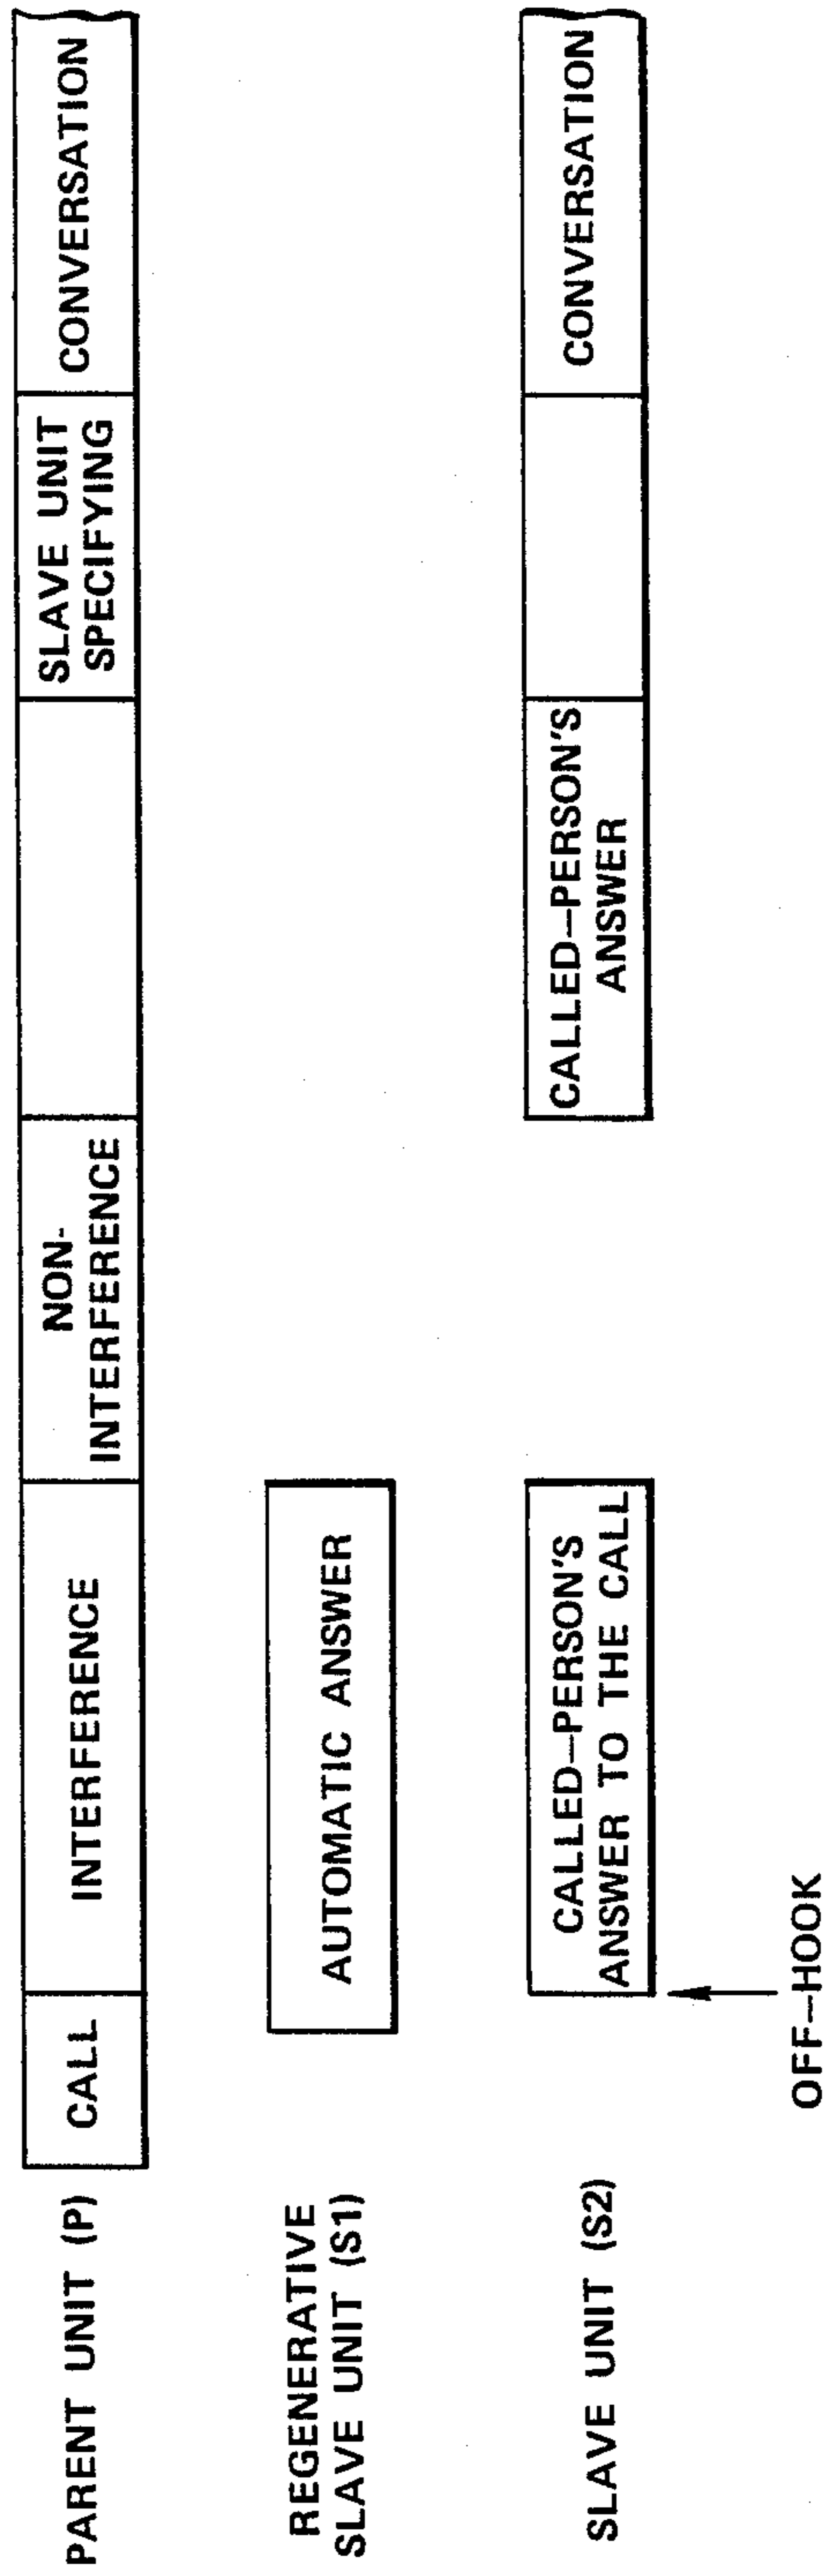 PARENT UNIT (P)
CALL
INTERFERENCE
NON-
INTERFERENCE
SLAVE UNIT
SPECIFYING
CONVERSATION
REGENERATIVE
SLAVE UNIT (S1)
AUTOMATIC ANSWER
SLAVE UNIT (S2)
CALLED-PERSON'S
ANSWER TO THE CALL
CALLED-PERSON'S
ANSWER
CONVERSATION
OFF-HOOK